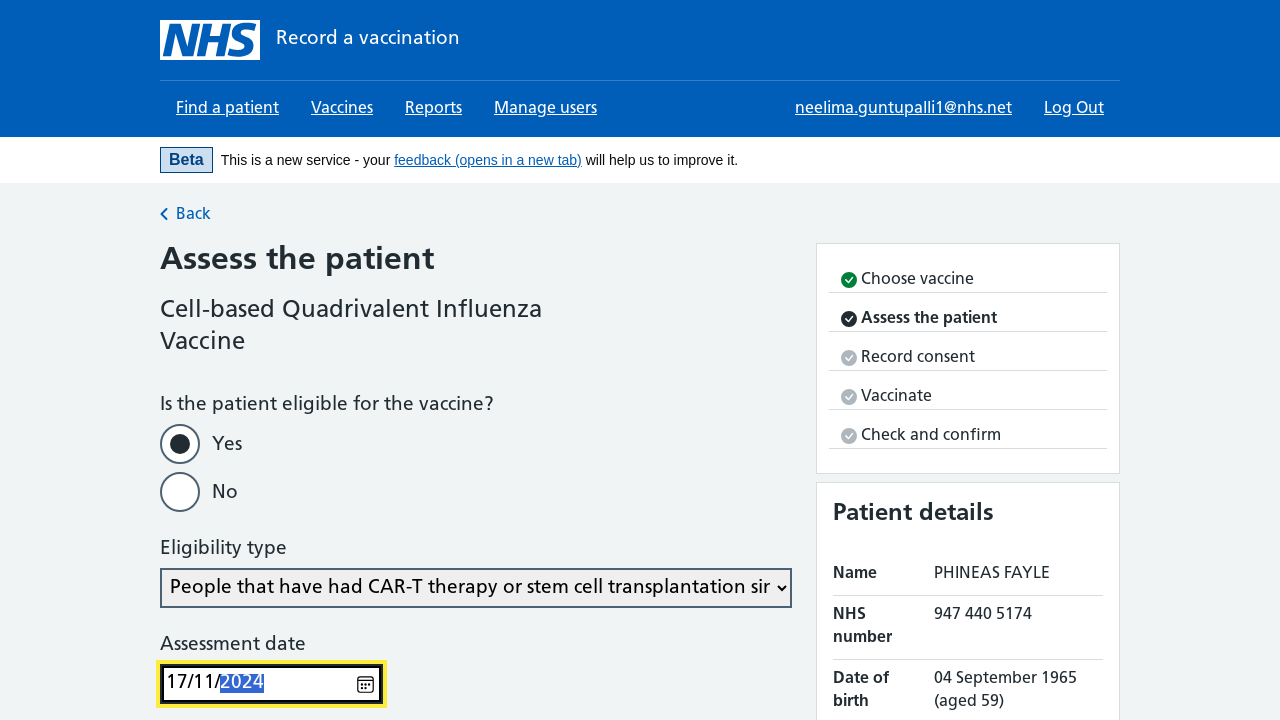 NHS Record a vaccination
Find a patient Vaccines Reports Manage users neelima.guntupalli1@nhs.net Log Out
Beta This is a new service - your feedback (opens in a new tab) will help us to improve it.
Back
Assess the patient
Cell-based Quadrivalent Influenza
Vaccine
Is the patient eligible for the vaccine?
Yes
No
Eligibility type
People that have had CAR-T therapy or stem cell transplantation sir
Assessment date
17/11/2024
Choose vaccine
Assess the patient
Record consent
Vaccinate
Check and confirm
Patient details
Name PHINEAS FAYLE
NHS number 947 440 5174
Date of birth 04 September 1965
(aged 59)